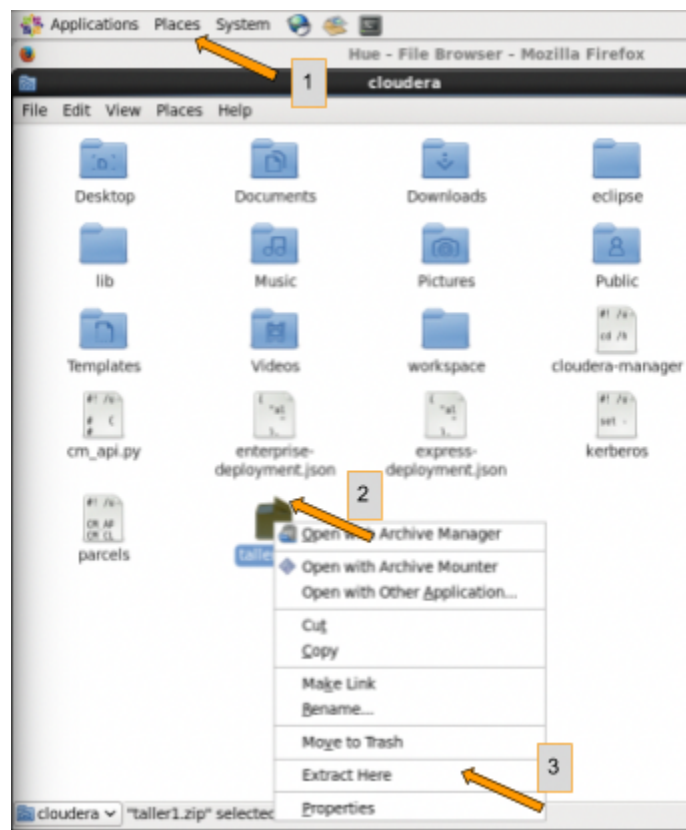 Applications Places System
Hue - File Browser - Mozilla Firefox
1
cloudera
File Edit View Places Help
Desktop Documents Downloads eclipse
lib Music Pictures Public
Templates Videos workspace cloudera-manager
cm_api.py enterprise-deployment.json express-deployment.json kerberos
2
parcels
Open with Archive Manager
Open with Archive Mounter
Open with Other Application...
Cut
Copy
Make Link
Rename...
Move to Trash
3
Extract Here
Properties
cloudera "taller1.zip" selected